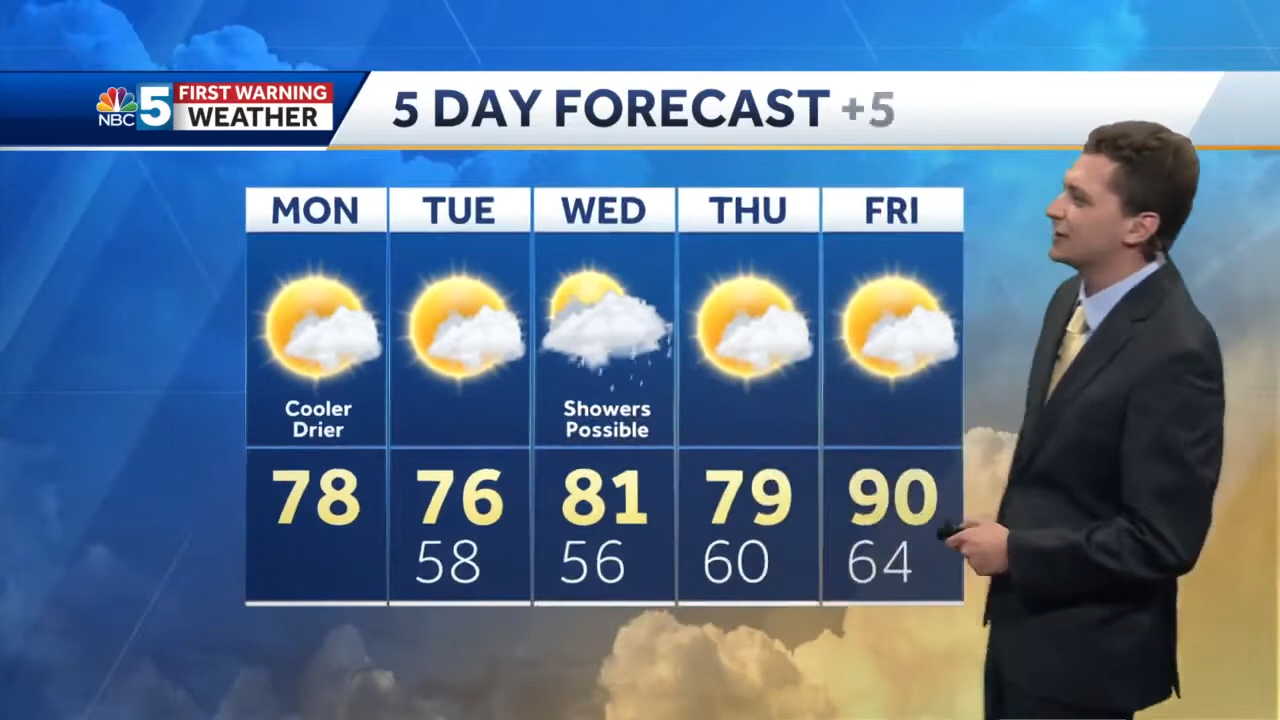 NBC 5 FIRST WARNING
WEATHER
5 DAY FORECAST +5
MON TUE WED THU FRI
Cooler
Drier
Showers
Possible
78 76 81 79 90
58 56 60 64